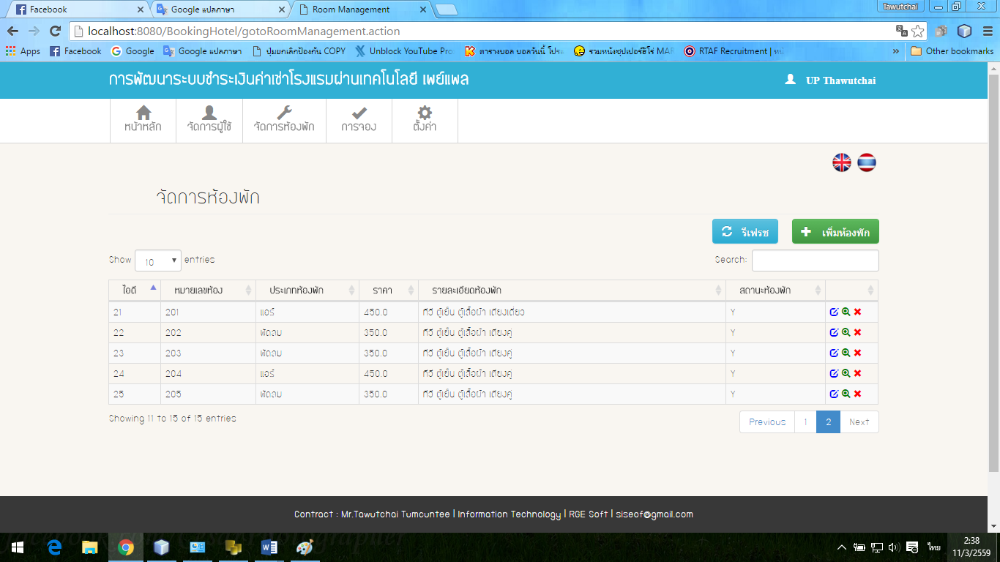 Facebook
Google แปลภาษา
Room Management
Tawutchai
localhost:8080/BookingHotel/gotoRoomManagement.action
Apps Facebook Google Google แปลภาษา ปุ่มยกเลิกป้องกัน COPY Unblock YouTube Pro ตารางบอล บอลวันนี้ โปรแ รวมหนังซุปเปอร์ฮีโร่ MAR RTAF Recruitment | หน้ » Other bookmarks
การพัฒนาระบบชำระเงินค่าเช่าโรงแรมผ่านเทคโนโลยี เพย์แพล
UP Thawutchai
หน้าหลัก จัดการผู้ใช้ จัดการห้องพัก การจอง ตั้งค่า
จัดการห้องพัก
รีเฟรช เพิ่มห้องพัก
Show 10 entries Search:
ไอดี หมายเลขห้อง ประเภทห้องพัก ราคา รายละเอียดห้องพัก สถานะห้องพัก
21 201 แอร์ 450.0 ทีวี ตู้เย็น ตู้เสื้อผ้า เตียงเดี่ยว Y
22 202 พัดลม 350.0 ทีวี ตู้เย็น ตู้เสื้อผ้า เตียงคู่ Y
23 203 พัดลม 350.0 ทีวี ตู้เย็น ตู้เสื้อผ้า เตียงคู่ Y
24 204 แอร์ 450.0 ทีวี ตู้เย็น ตู้เสื้อผ้า เตียงคู่ Y
25 205 พัดลม 350.0 ทีวี ตู้เย็น ตู้เสื้อผ้า เตียงคู่ Y
Showing 11 to 15 of 15 entries
Previous 1 2 Next
Contract : Mr.Tawutchai Tumcuntee | Information Technology | RGE Soft | siseof@gmail.com
ไทย
2:38
11/3/2559